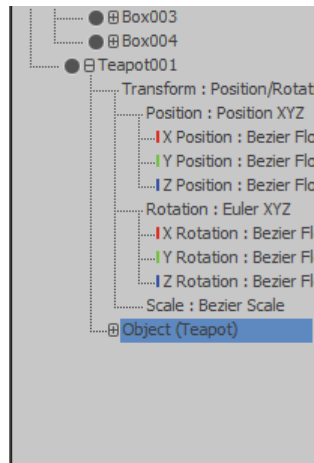 Box003
Box004
Teapot001
Transform : Position/Rotat
Position : Position XYZ
X Position : Bezier Flo
Y Position : Bezier Flo
Z Position : Bezier Flo
Rotation : Euler XYZ
X Rotation : Bezier Fl
Y Rotation : Bezier Fl
Z Rotation : Bezier Fl
Scale : Bezier Scale
Object (Teapot)